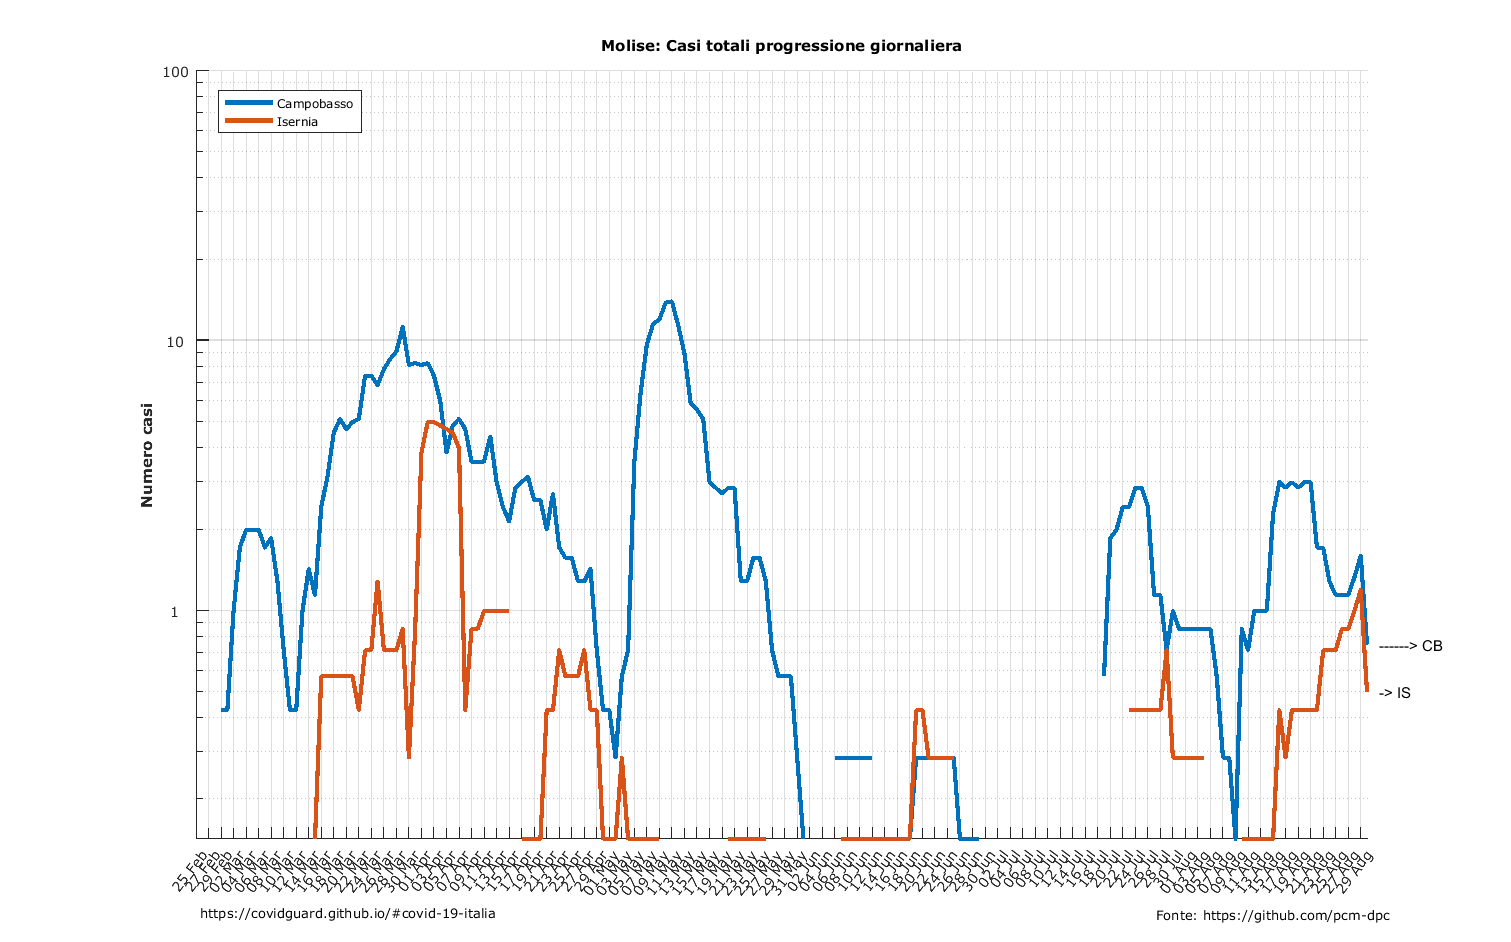 Molise: Casi totali progressione giornaliera
100
Campobasso
Isernia
10
Numero casi
1
------> CB
-> IS
25 Feb
27 Feb
29 Feb
02 Mar
04 Mar
06 Mar
08 Mar
10 Mar
12 Mar
14 Mar
16 Mar
18 Mar
20 Mar
22 Mar
24 Mar
26 Mar
28 Mar
30 Mar
01 Apr
03 Apr
05 Apr
07 Apr
09 Apr
11 Apr
13 Apr
15 Apr
17 Apr
19 Apr
21 Apr
23 Apr
25 Apr
27 Apr
29 Apr
01 May
03 May
05 May
07 May
09 May
11 May
13 May
15 May
17 May
19 May
21 May
23 May
25 May
27 May
29 May
31 May
02 Jun
04 Jun
06 Jun
08 Jun
10 Jun
12 Jun
14 Jun
16 Jun
18 Jun
20 Jun
22 Jun
24 Jun
26 Jun
28 Jun
30 Jun
02 Jul
04 Jul
06 Jul
08 Jul
10 Jul
12 Jul
14 Jul
16 Jul
18 Jul
20 Jul
22 Jul
24 Jul
26 Jul
28 Jul
30 Jul
01 Aug
03 Aug
05 Aug
07 Aug
09 Aug
11 Aug
13 Aug
15 Aug
17 Aug
19 Aug
21 Aug
23 Aug
25 Aug
27 Aug
29 Aug
https://covidguard.github.io/#covid-19-italia
Fonte: https://github.com/pcm-dpc